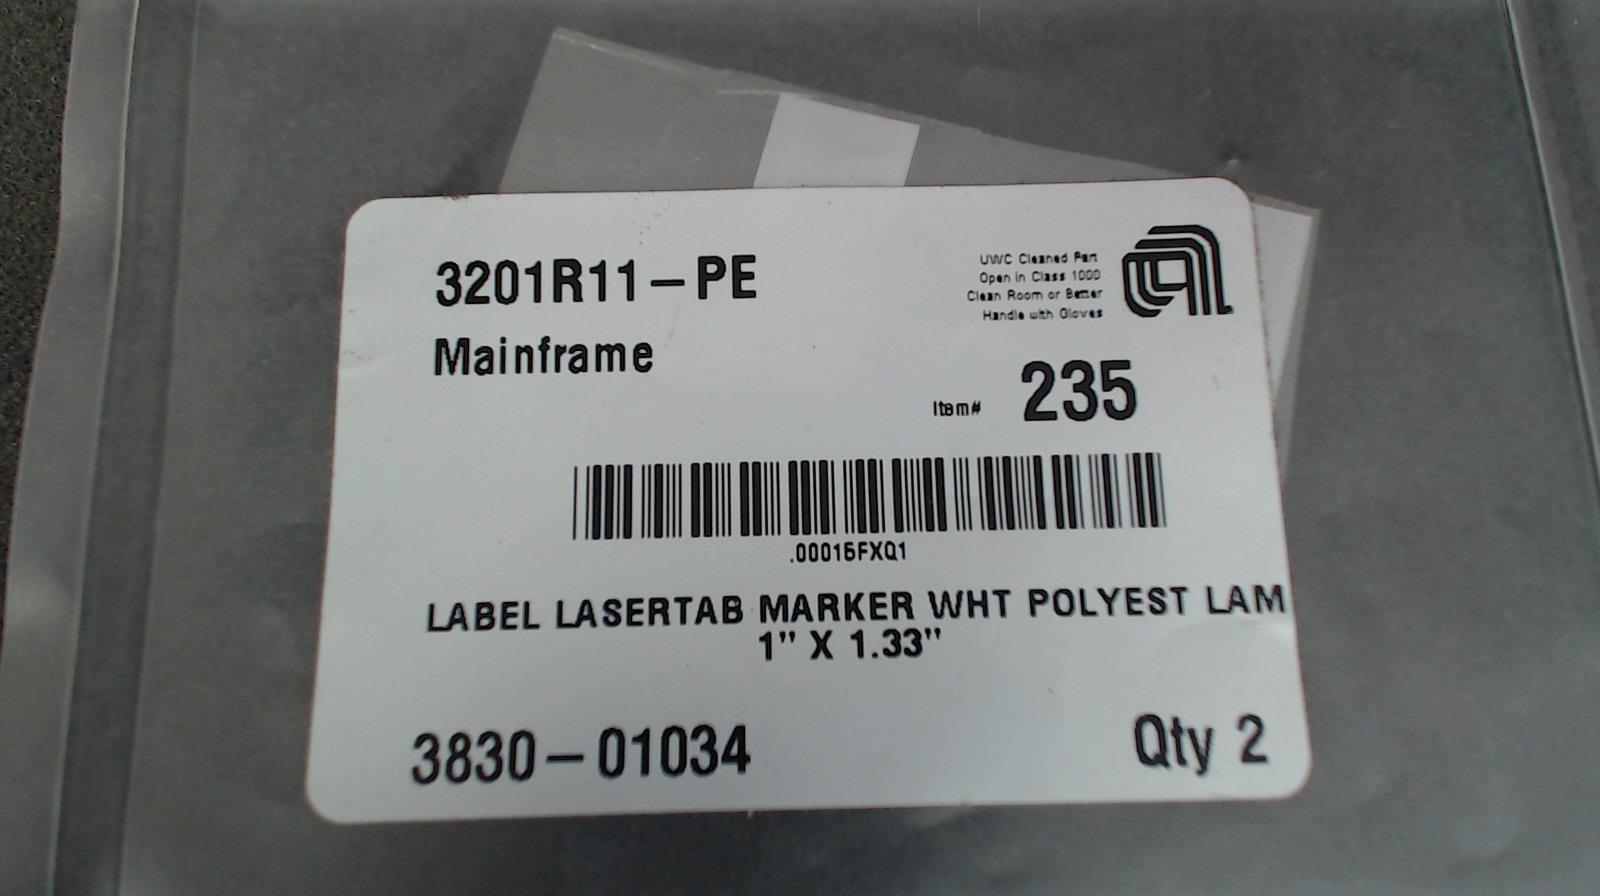 3201R11-PE
Mainframe
UWC Cleaned Part
Open in Class 1000
Clean Room or Better
Handle with Gloves
Item# 235
.00015FXQ1
LABEL LASERTAB MARKER WHT POLYEST LAM
1" X 1.33"
3830-01034
Qty 2